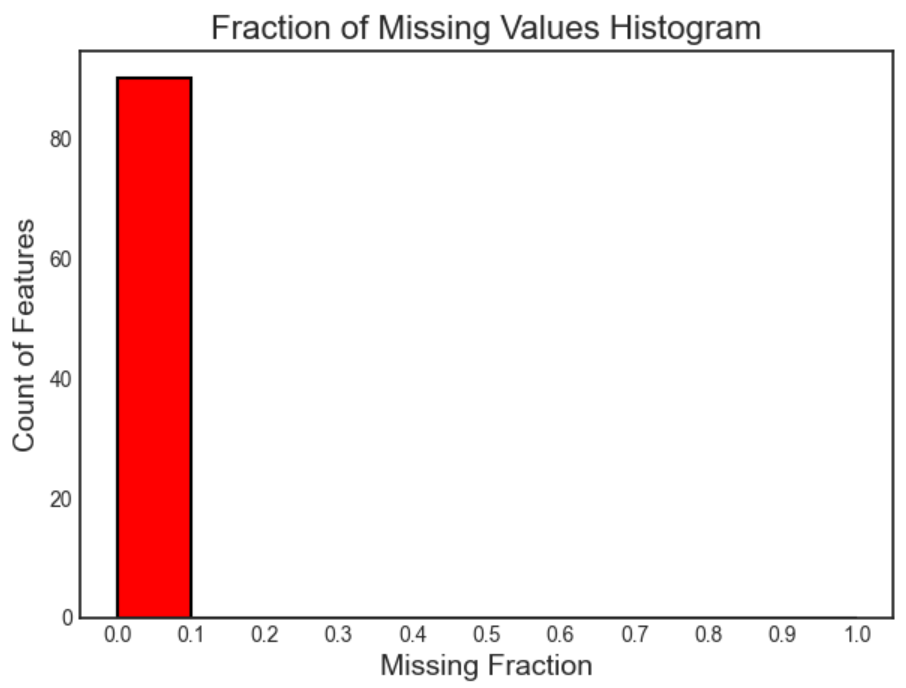 Fraction of Missing Values Histogram
Count of Features
80
60
40
20
0
0.0 0.1 0.2 0.3 0.4 0.5 0.6 0.7 0.8 0.9 1.0
Missing Fraction